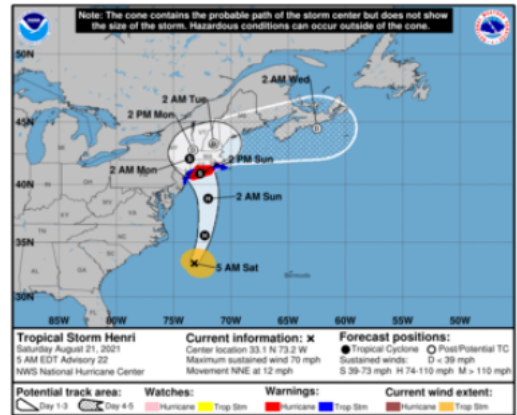 Note: The cone contains the probable path of the storm center but does not show
the size of the storm. Hazardous conditions can occur outside of the cone.
NOAA
50N
2 AM Wed
2 AM Tue
45N
2 PM Mon
VT
NY
2 AM Mon
2 PM Sun
40N
2 AM Sun
35N
5 AM Sat
Bermuda
30N
85W 80W 75W 70W 65W 60W 55W 50W
Tropical Storm Henri
Saturday August 21, 2021
5 AM EDT Advisory 22
NWS National Hurricane Center
Current information: x
Center location 33.1 N 73.2 W
Maximum sustained wind 70 mph
Movement NNE at 12 mph
Forecast positions:
Tropical Cyclone Post/Potential TC
Sustained winds: D < 39 mph
S 39-73 mph H 74-110 mph M > 110 mph
Potential track area: Watches: Warnings: Current wind extent:
Day 1-3 Day 4-5 Hurricane Trop Stm Hurricane Trop Stm Hurricane Trop Stm